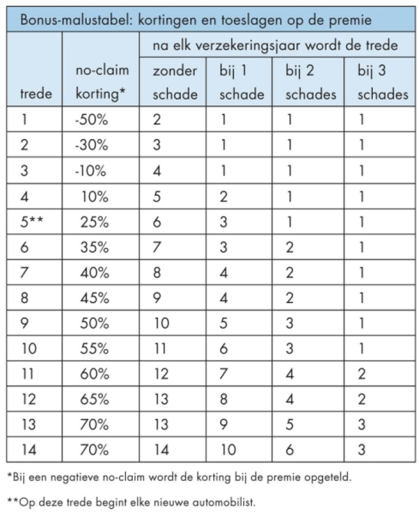 Bonus-malustabel: kortingen en toeslagen op de premie
na elk verzekeringsjaar wordt de trede
no-claim zonder bij 1 bij 2 bij 3
trede korting* schade schade schades schades
1 -50% 2 1 1 1
2 -30% 3 1 1 1
3 -10% 4 1 1 1
4 10% 5 2 1 1
5** 25% 6 3 1 1
6 35% 7 3 2 1
7 40% 8 4 2 1
8 45% 9 4 2 1
9 50% 10 5 3 1
10 55% 11 6 3 1
11 60% 12 7 4 2
12 65% 13 8 4 2
13 70% 13 9 5 3
14 70% 14 10 6 3
*Bij een negatieve no-claim wordt de korting bij de premie opgeteld.
**Op deze trede begint elke nieuwe automobilist.